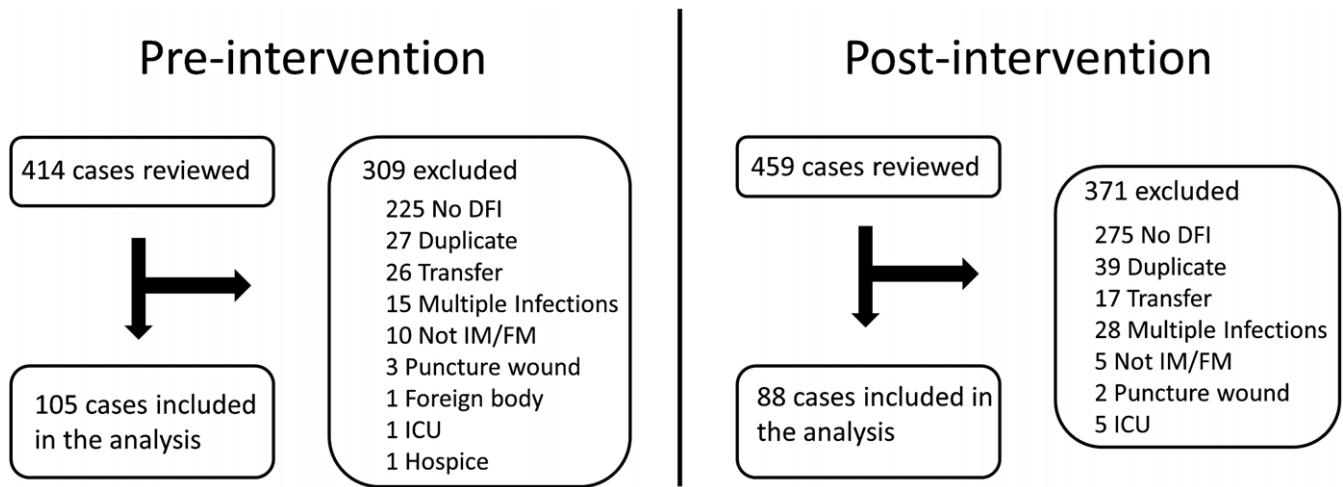 Pre-intervention
414 cases reviewed
309 excluded
225 No DFI
27 Duplicate
26 Transfer
15 Multiple Infections
10 Not IM/FM
3 Puncture wound
1 Foreign body
1 ICU
1 Hospice
105 cases included
in the analysis
Post-intervention
459 cases reviewed
371 excluded
275 No DFI
39 Duplicate
17 Transfer
28 Multiple Infections
5 Not IM/FM
2 Puncture wound
5 ICU
88 cases included in
the analysis